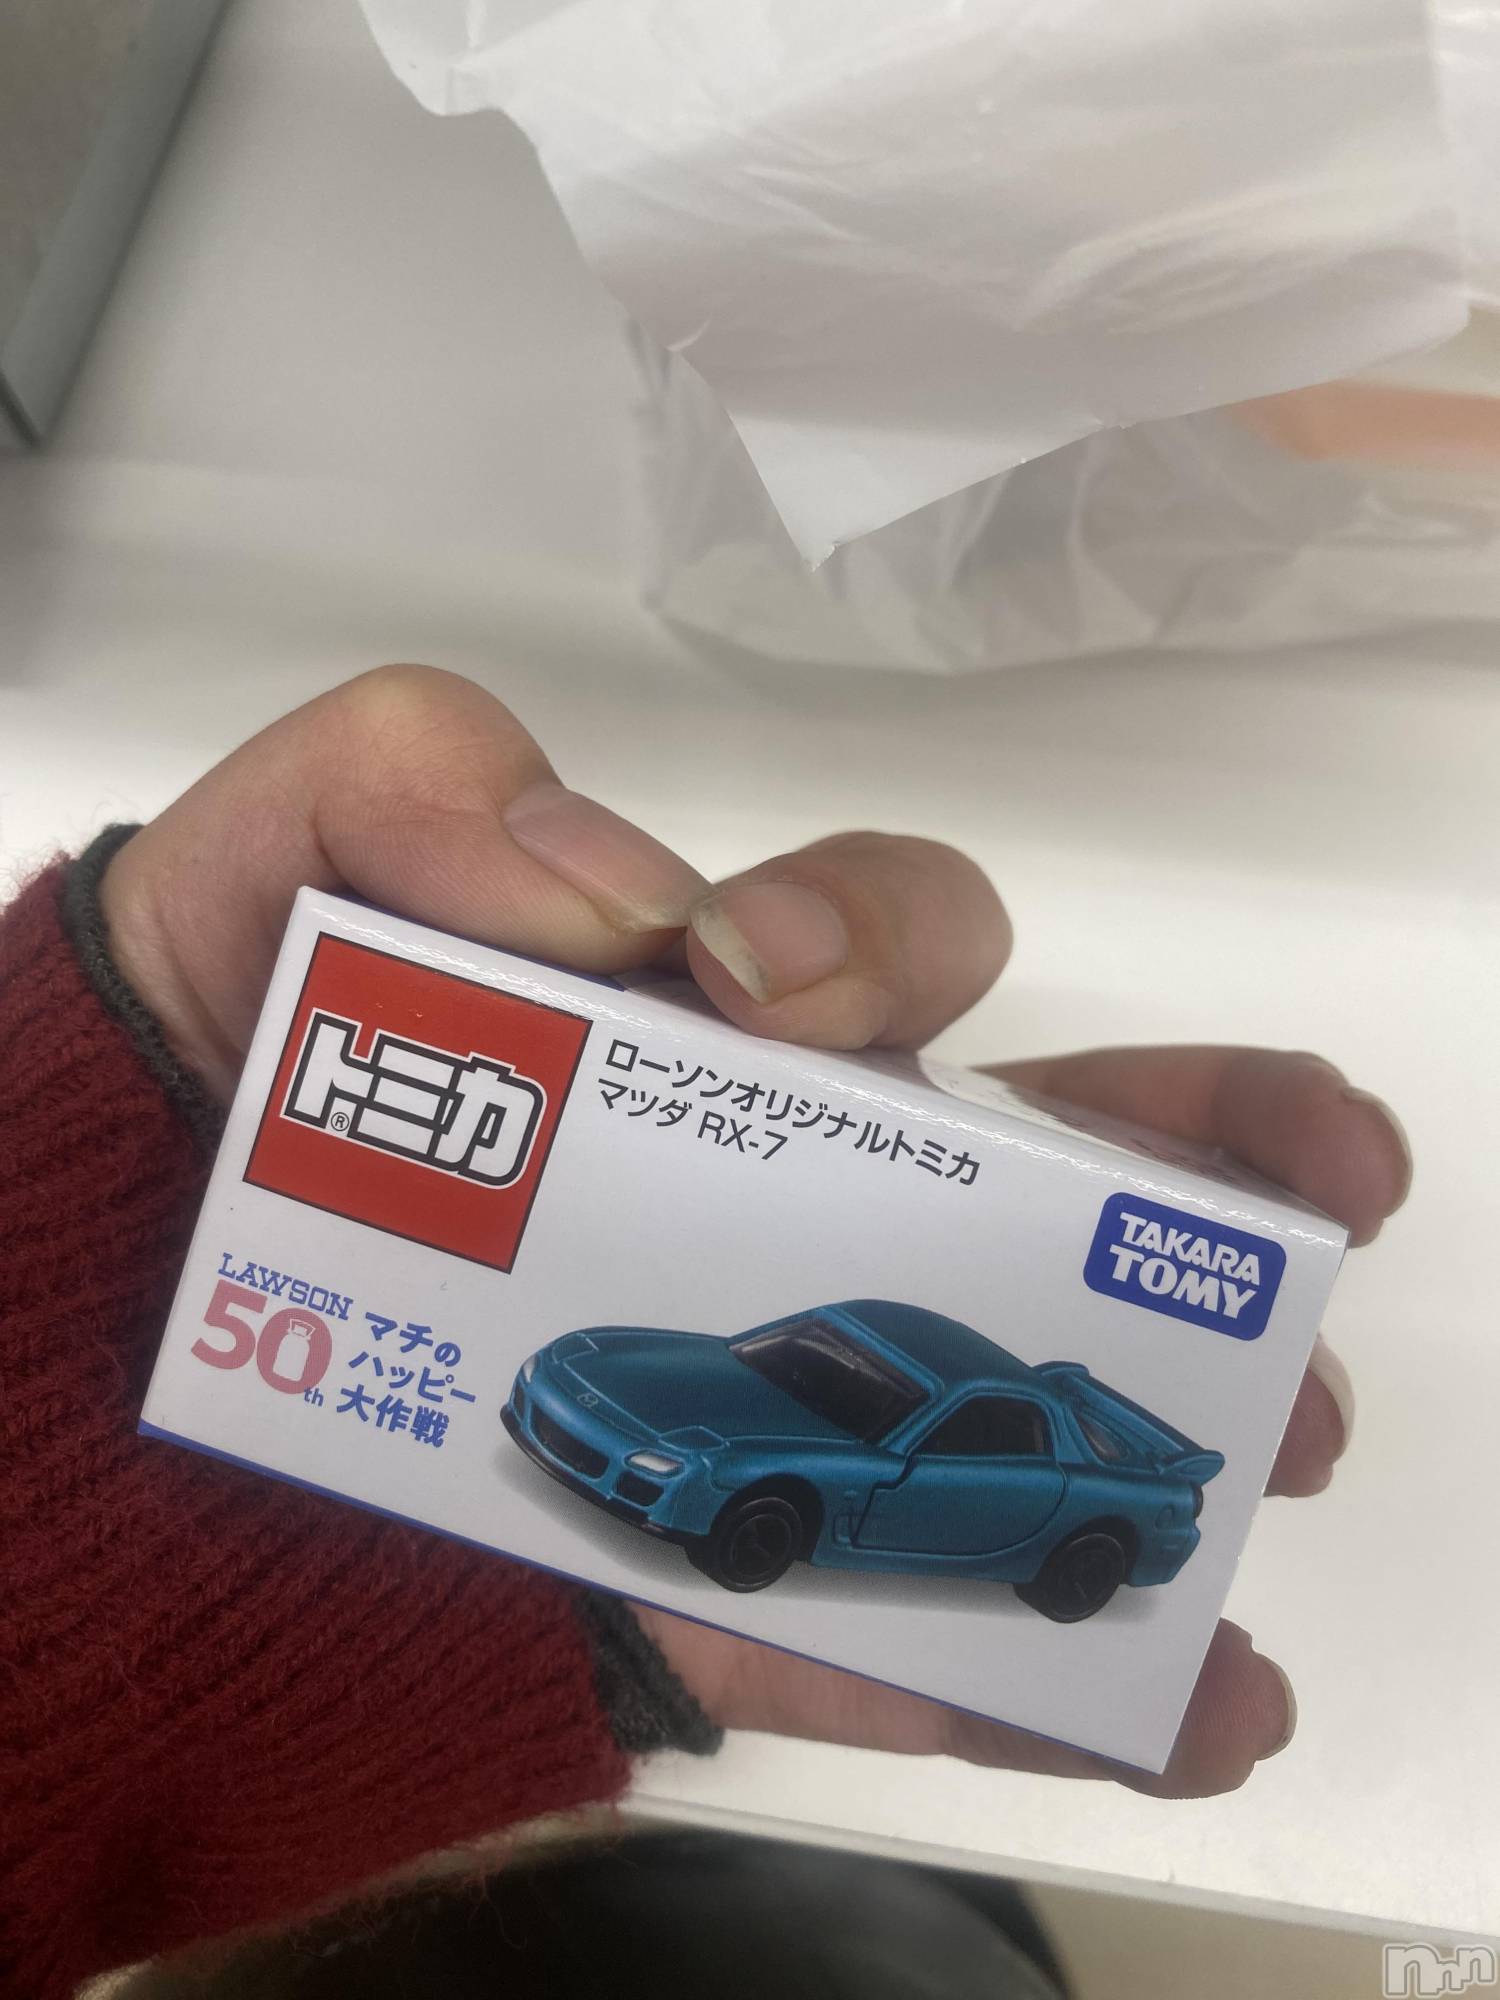 トミカ
®
ローソンオリジナルトミカ
マツダ RX-7
TAKARA
TOMY
LAWSON
50th
マチの
ハッピー
大作戦
nnn